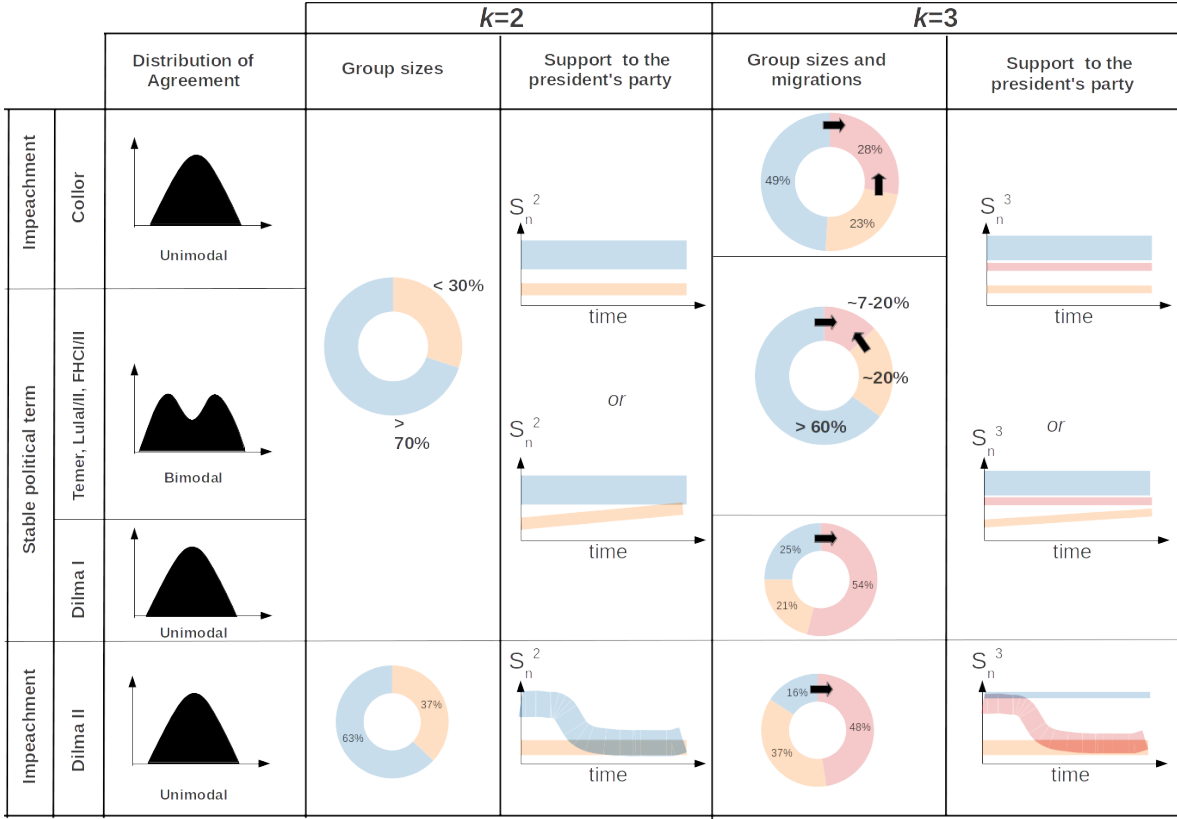 k=2
k=3
Distribution of
Agreement
Group sizes
Support to the
president's party
Group sizes and
migrations
Support to the
president's party
Impeachment
Collor
Unimodal
S n 2
time
28%
49%
23%
S n 3
time
Stable political term
Temer, LulaI/II, FHCI/II
Bimodal
< 30%
>
70%
or
S n 2
time
~7-20%
~20%
> 60%
or
S n 3
time
Dilma I
Unimodal
25%
54%
21%
Impeachment
Dilma II
Unimodal
37%
63%
S n 2
time
16%
48%
37%
S n 3
time